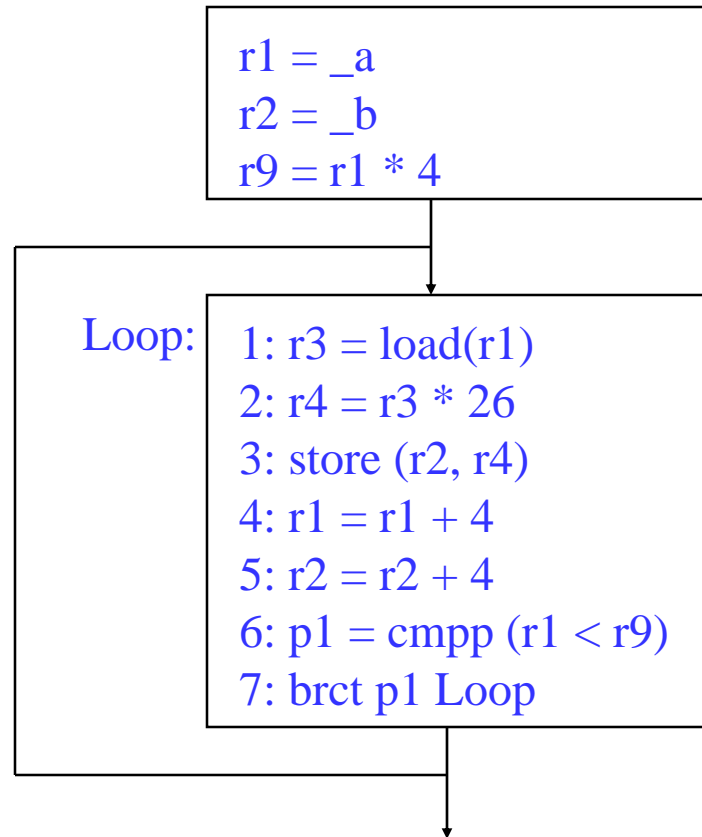 r1 = _a
r2 = _b
r9 = r1 * 4
Loop:
1: r3 = load(r1)
2: r4 = r3 * 26
3: store (r2, r4)
4: r1 = r1 + 4
5: r2 = r2 + 4
6: p1 = cmpp (r1 < r9)
7: brct p1 Loop